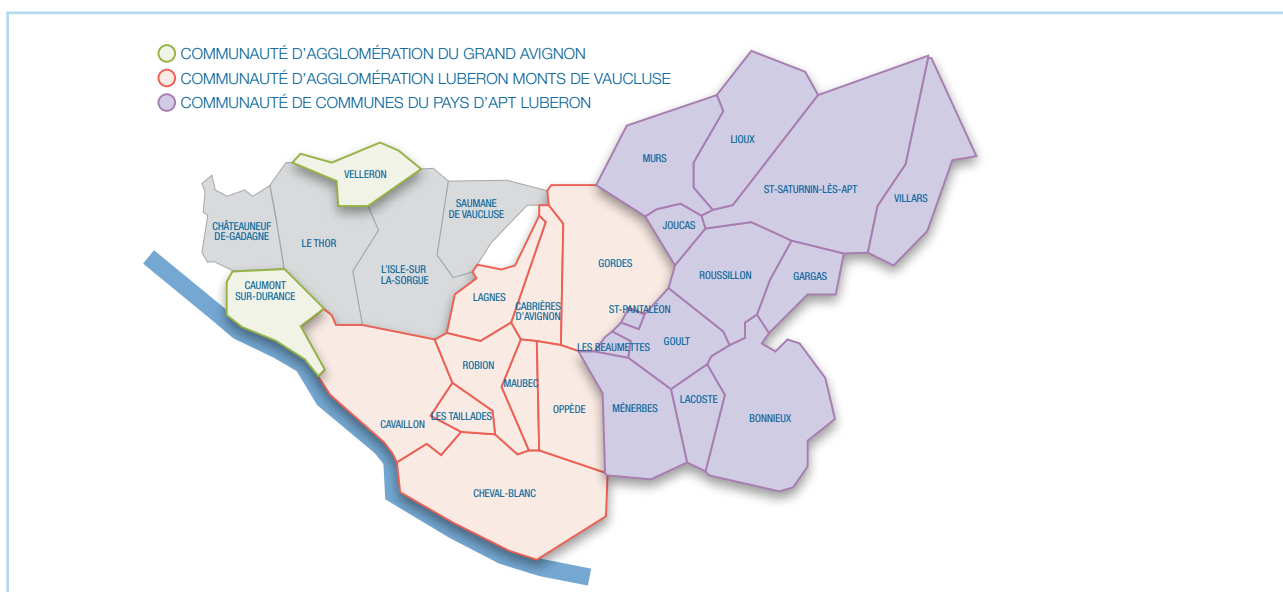 COMMUNAUTÉ D'AGGLOMÉRATION DU GRAND AVIGNON
COMMUNAUTÉ D'AGGLOMÉRATION LUBERON MONTS DE VAUCLUSE
COMMUNAUTÉ DE COMMUNES DU PAYS D'APT LUBERON
LIOUX
MURS
VELLERON
ST-SATURNIN-LÈS-APT
VILLARS
SAUMANE
DE VAUCLUSE
CHÂTEAUNEUF
DE-GADAGNE
JOUCAS
LE THOR
GORDES
L'ISLE-SUR
LA-SORGUE
ROUSSILLON
GARGAS
CAUMONT
SUR-DURANCE
LAGNES
CABRIÈRES
D'AVIGNON
ST-PANTALÉON
GOULT
LES BEAUMETTES
ROBION
MAUBEC
OPPÈDE
MÉNERBES
LACOSTE
LES TAILLADES
BONNIEUX
CAVAILLON
CHEVAL-BLANC